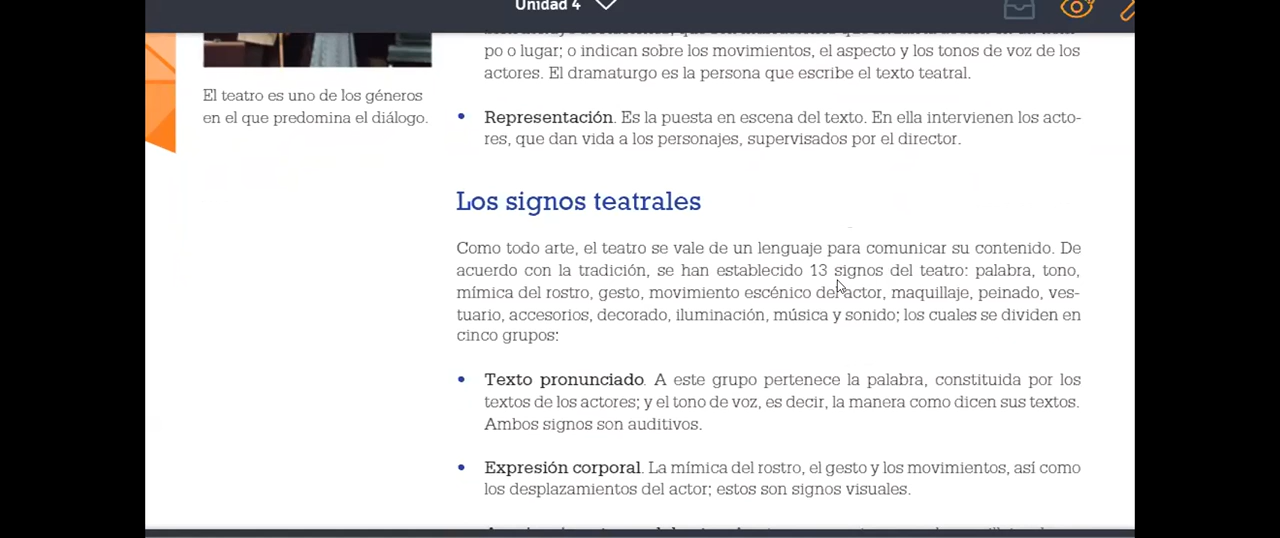 Unidad 4
po o lugar; o indican sobre los movimientos, el aspecto y los tonos de voz de los
actores. El dramaturgo es la persona que escribe el texto teatral.
El teatro es uno de los géneros
en el que predomina el diálogo.
• Representación. Es la puesta en escena del texto. En ella intervienen los acto-
res, que dan vida a los personajes, supervisados por el director.
Los signos teatrales
Como todo arte, el teatro se vale de un lenguaje para comunicar su contenido. De
acuerdo con la tradición, se han establecido 13 signos del teatro: palabra, tono,
mímica del rostro, gesto, movimiento escénico del actor, maquillaje, peinado, ves-
tuario, accesorios, decorado, iluminación, música y sonido; los cuales se dividen en
cinco grupos:
• Texto pronunciado. A este grupo pertenece la palabra, constituida por los
textos de los actores; y el tono de voz, es decir, la manera como dicen sus textos.
Ambos signos son auditivos.
• Expresión corporal. La mímica del rostro, el gesto y los movimientos, así como
los desplazamientos del actor; estos son signos visuales.